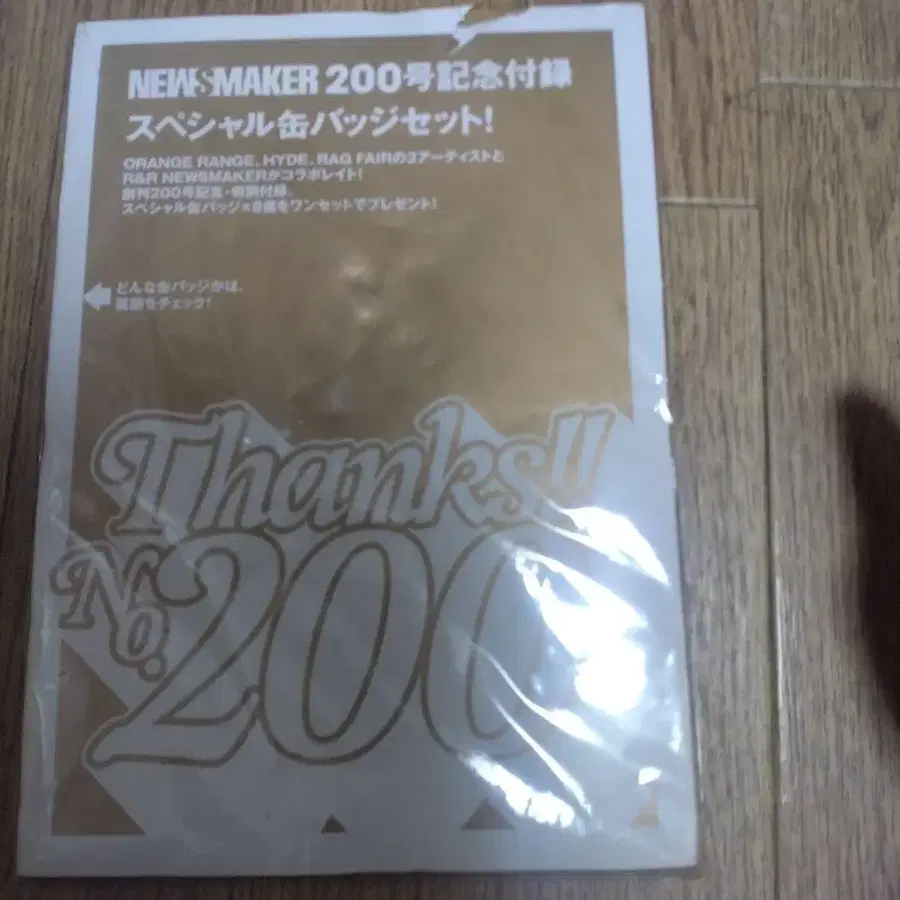 NEWSMAKER 200号記念付録
スペシャル缶バッジセット!
ORANGE RANGE、HYDE、RAG FAIRの3アーティストと
R&R NEWSMAKERがコラボレイト!
創刊200号記念・特別付録、
スペシャル缶バッジ×8個をワンセットでプレゼント!
どんな缶バッジかは、
裏面をチェック!
Thanks!!
No.200